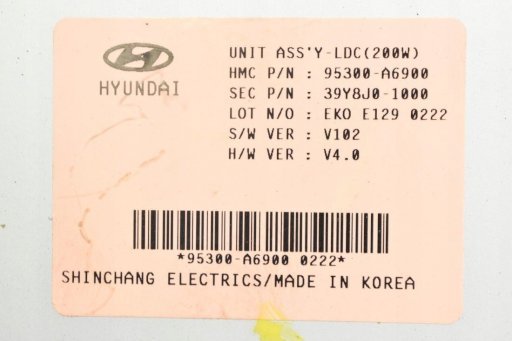 HYUNDAI
UNIT ASS'Y-LDC(200W)
HMC P/N : 95300-A6900
SEC P/N : 39Y8J0-1000
LOT N/O : EKO E129 0222
S/W VER : V102
H/W VER : V4.0
*95300-A6900 0222*
SHINCHANG ELECTRICS/MADE IN KOREA